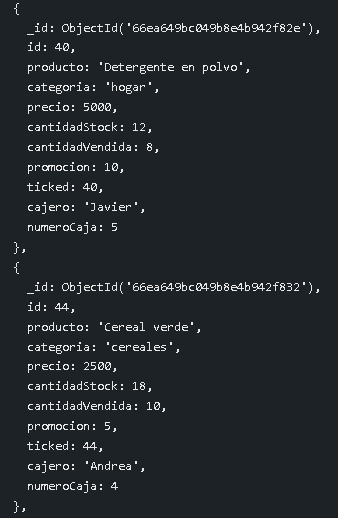 {
_id: ObjectId('66ea649bc049b8e4b942f82e'),
id: 40,
producto: 'Detergente en polvo',
categoria: 'hogar',
precio: 5000,
cantidadStock: 12,
cantidadVendida: 8,
promocion: 10,
ticked: 40,
cajero: 'Javier',
numeroCaja: 5
},
{
_id: ObjectId('66ea649bc049b8e4b942f832'),
id: 44,
producto: 'Cereal verde',
categoria: 'cereales',
precio: 2500,
cantidadStock: 18,
cantidadVendida: 10,
promocion: 5,
ticked: 44,
cajero: 'Andrea',
numeroCaja: 4
},